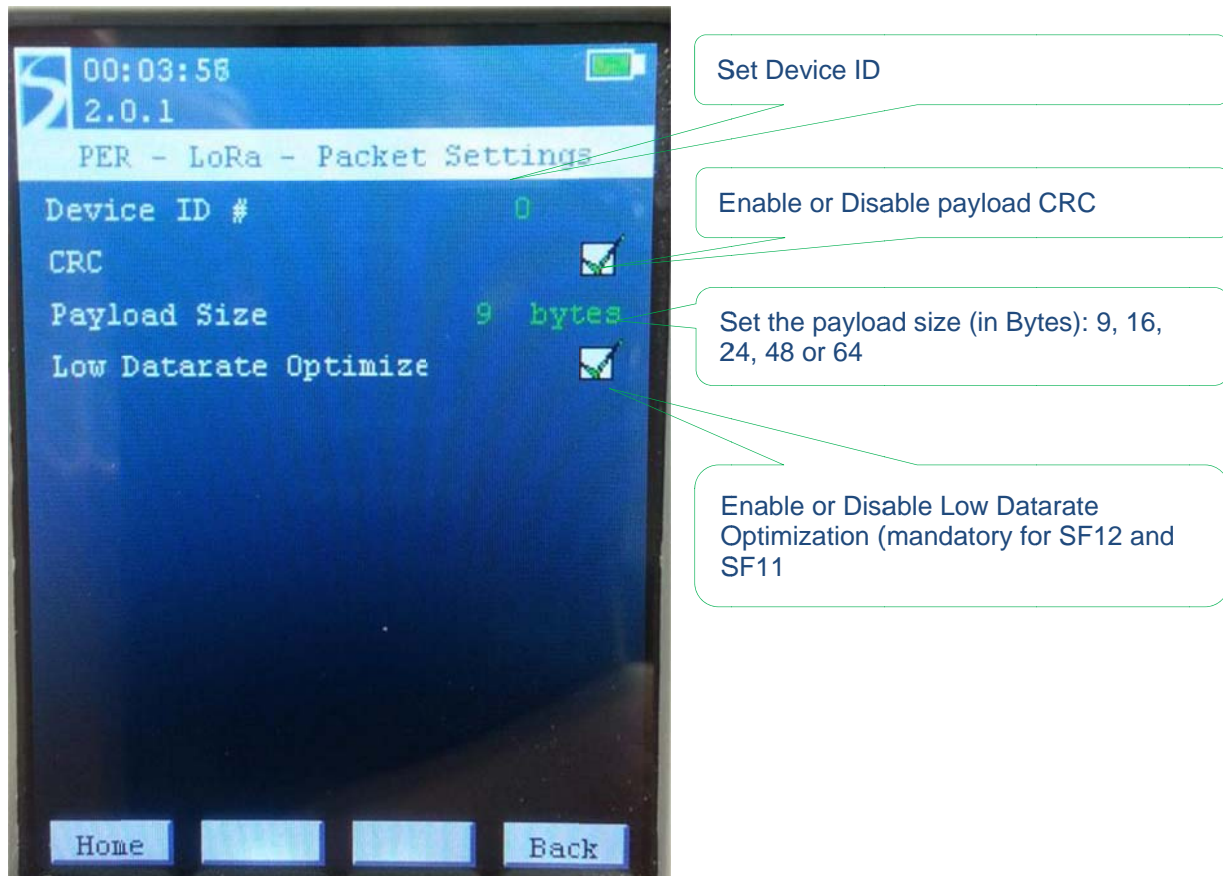 00:03:58
2.0.1
PER - LoRa - Packet Settings
Device ID # 0
CRC
Payload Size 9 bytes
Low Datarate Optimize
Home
Back
Set Device ID
Enable or Disable payload CRC
Set the payload size (in Bytes): 9, 16,
24, 48 or 64
Enable or Disable Low Datarate
Optimization (mandatory for SF12 and
SF11